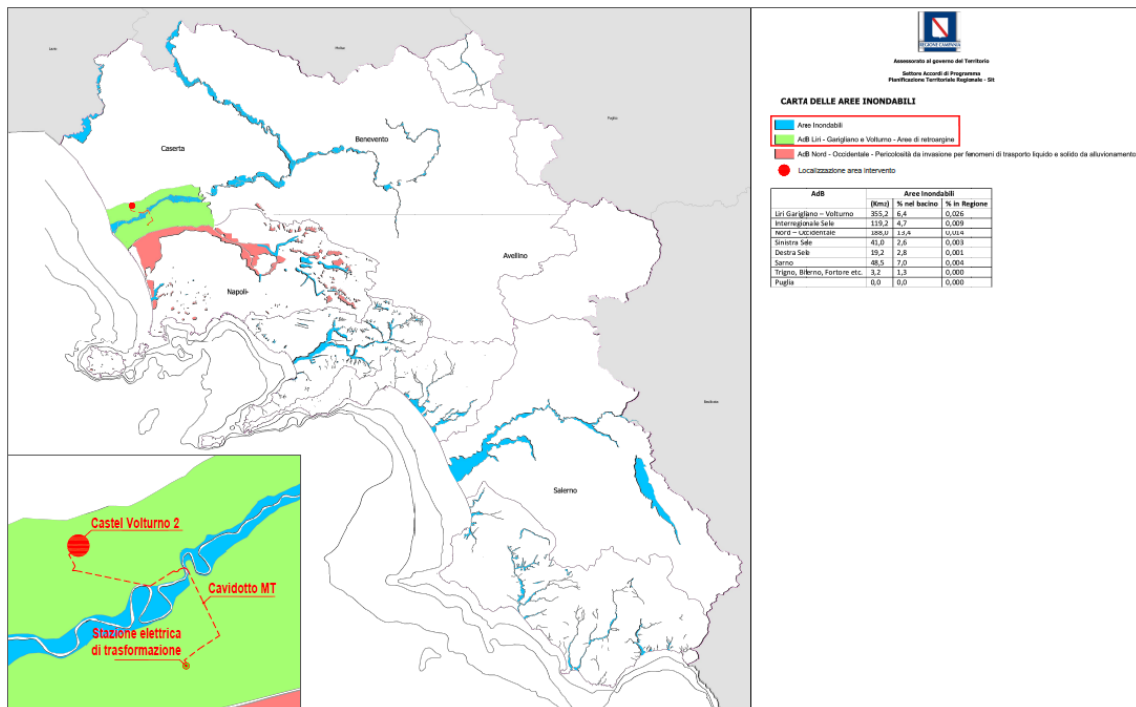 Lazio
Molise
Puglia
Basilicata
Caserta
Benevento
Avellino
Napoli
Salerno
Castel Volturno 2
Cavidotto MT
Stazione elettrica
di trasformazione
REGIONE CAMPANIA
Assessorato al governo del Territorio
Settore Accordi di Programma
Pianificazione Territoriale Regionale - Sit
CARTA DELLE AREE INONDABILI
Aree Inondabili
AdB Liri - Garigliano e Volturno - Aree di retroargine
AdB Nord - Occidentale - Pericolosità da invasione per fenomeni di trasporto liquido e solido da alluvionamento
Localizzazione area intervento
AdB Aree Inondabili
(Km2) % nel bacino % in Regione
Liri Garigliano – Volturno 355,2 6,4 0,026
Interregionale Sele 119,2 4,7 0,009
Nord – Occidentale 188,0 13,4 0,014
Sinistra Sele 41,0 2,6 0,003
Destra Sele 19,2 2,8 0,001
Sarno 48,5 7,0 0,004
Trigno, Biferno, Fortore etc. 3,2 1,3 0,000
Puglia 0,0 0,0 0,000